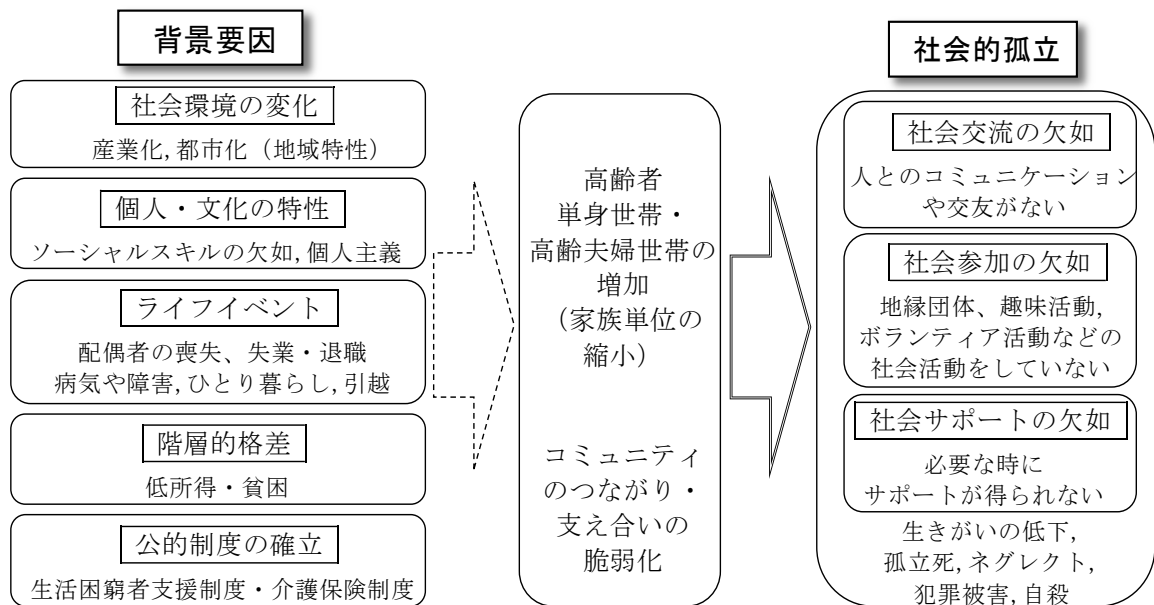 背景要因
社会環境の変化
産業化,都市化（地域特性）
個人・文化の特性
ソーシャルスキルの欠如,個人主義
ライフイベント
配偶者の喪失、失業・退職
病気や障害,ひとり暮らし,引越
階層的格差
低所得・貧困
公的制度の確立
生活困窮者支援制度・介護保険制度
高齢者
単身世帯・
高齢夫婦世帯の
増加
（家族単位の
縮小）
コミュニティ
のつながり・
支え合いの
脆弱化
社会的孤立
社会交流の欠如
人とのコミュニケーション
や交友がない
社会参加の欠如
地縁団体、趣味活動,
ボランティア活動などの
社会活動をしていない
社会サポートの欠如
必要な時に
サポートが得られない
生きがいの低下,
孤立死,ネグレクト,
犯罪被害,自殺